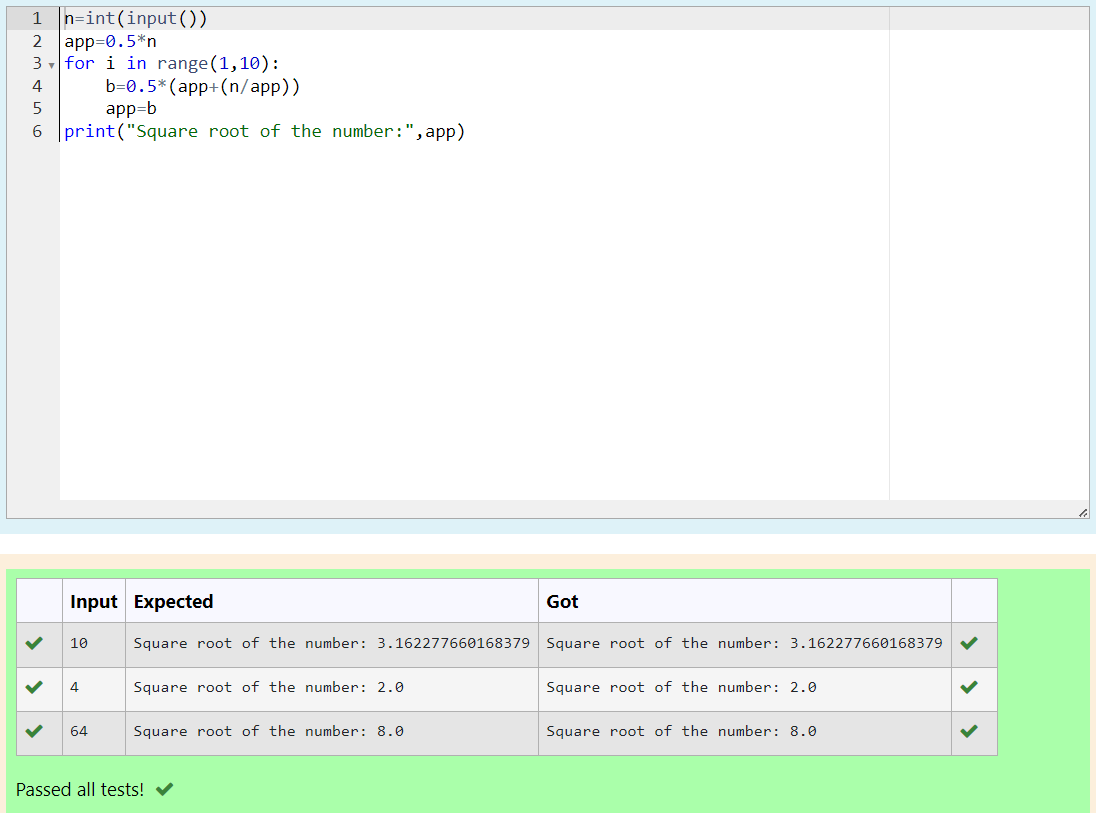 1 n=int(input())
2 app=0.5*n
3 for i in range(1,10):
4     b=0.5*(app+(n/app))
5     app=b
6 print("Square root of the number:",app)
Input Expected Got
10 Square root of the number: 3.162277660168379 Square root of the number: 3.162277660168379
4 Square root of the number: 2.0 Square root of the number: 2.0
64 Square root of the number: 8.0 Square root of the number: 8.0
Passed all tests!